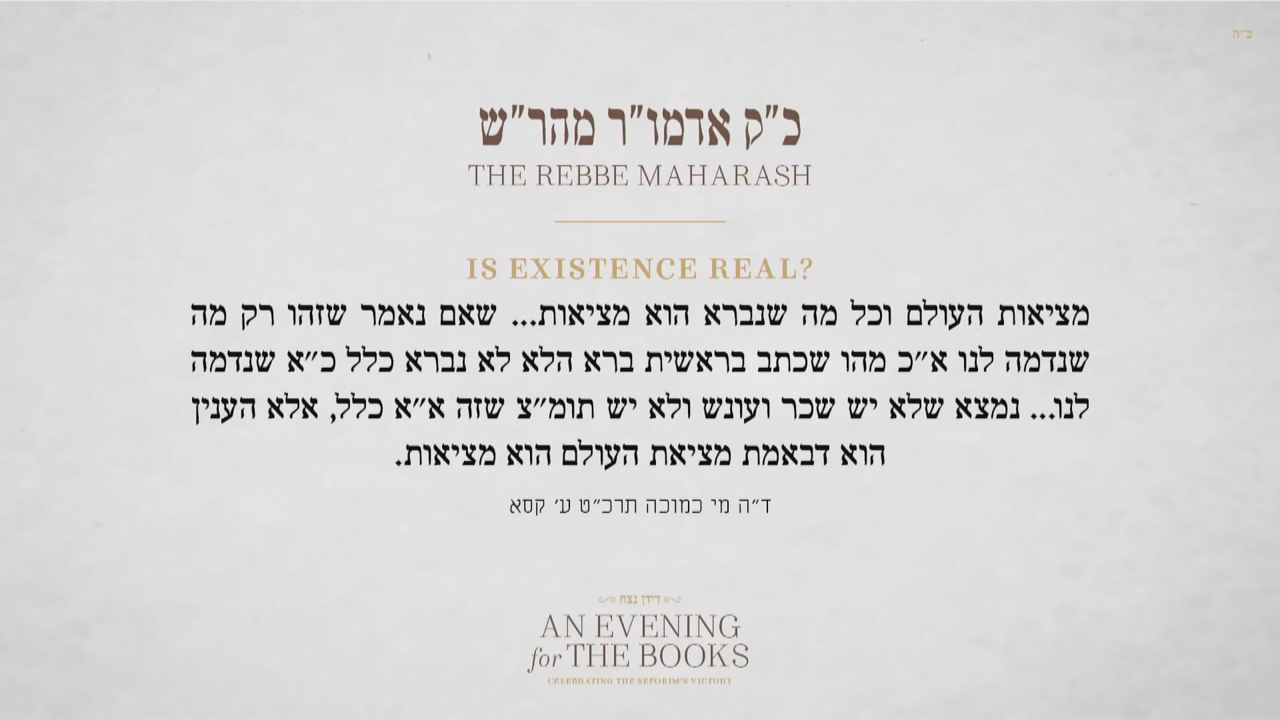 ב״ה
כ"ק אדמו"ר מהר"ש
THE REBBE MAHARASH
IS EXISTENCE REAL?
מציאות העולם וכל מה שנברא הוא מציאות... שאם נאמר שזהו רק מה
שנדמה לנו א״כ מהו שכתב בראשית ברא הלא לא נברא כלל כ״א שנדמה
לנו... נמצא שלא יש שכר ועונש ולא יש תומ״צ שזה א״א כלל, אלא הענין
הוא דבאמת מציאת העולם הוא מציאות.
ד״ה מי כמוכה תרכ״ט ע׳ קסא
דידן נצח
AN EVENING
for THE BOOKS
CELEBRATING THE SEFORIM'S VICTORY